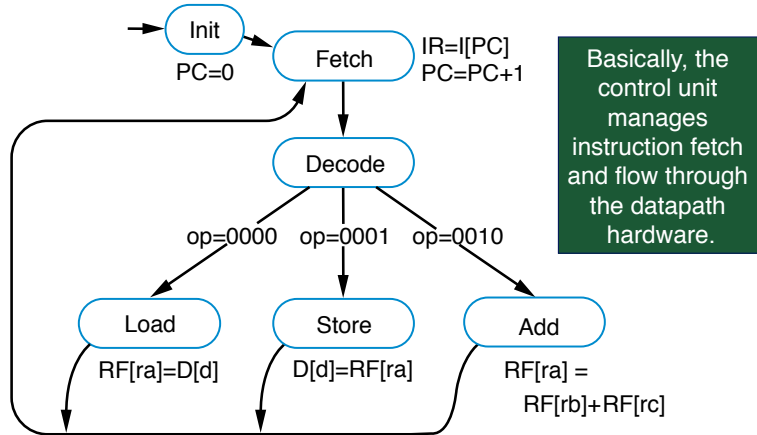 Init
PC=0
Fetch
IR=I[PC]
PC=PC+1
Basically, the
control unit
manages
instruction fetch
and flow through
the datapath
hardware.
Decode
op=0000
op=0001
op=0010
Load
Store
Add
RF[ra]=D[d]
D[d]=RF[ra]
RF[ra] =
RF[rb]+RF[rc]